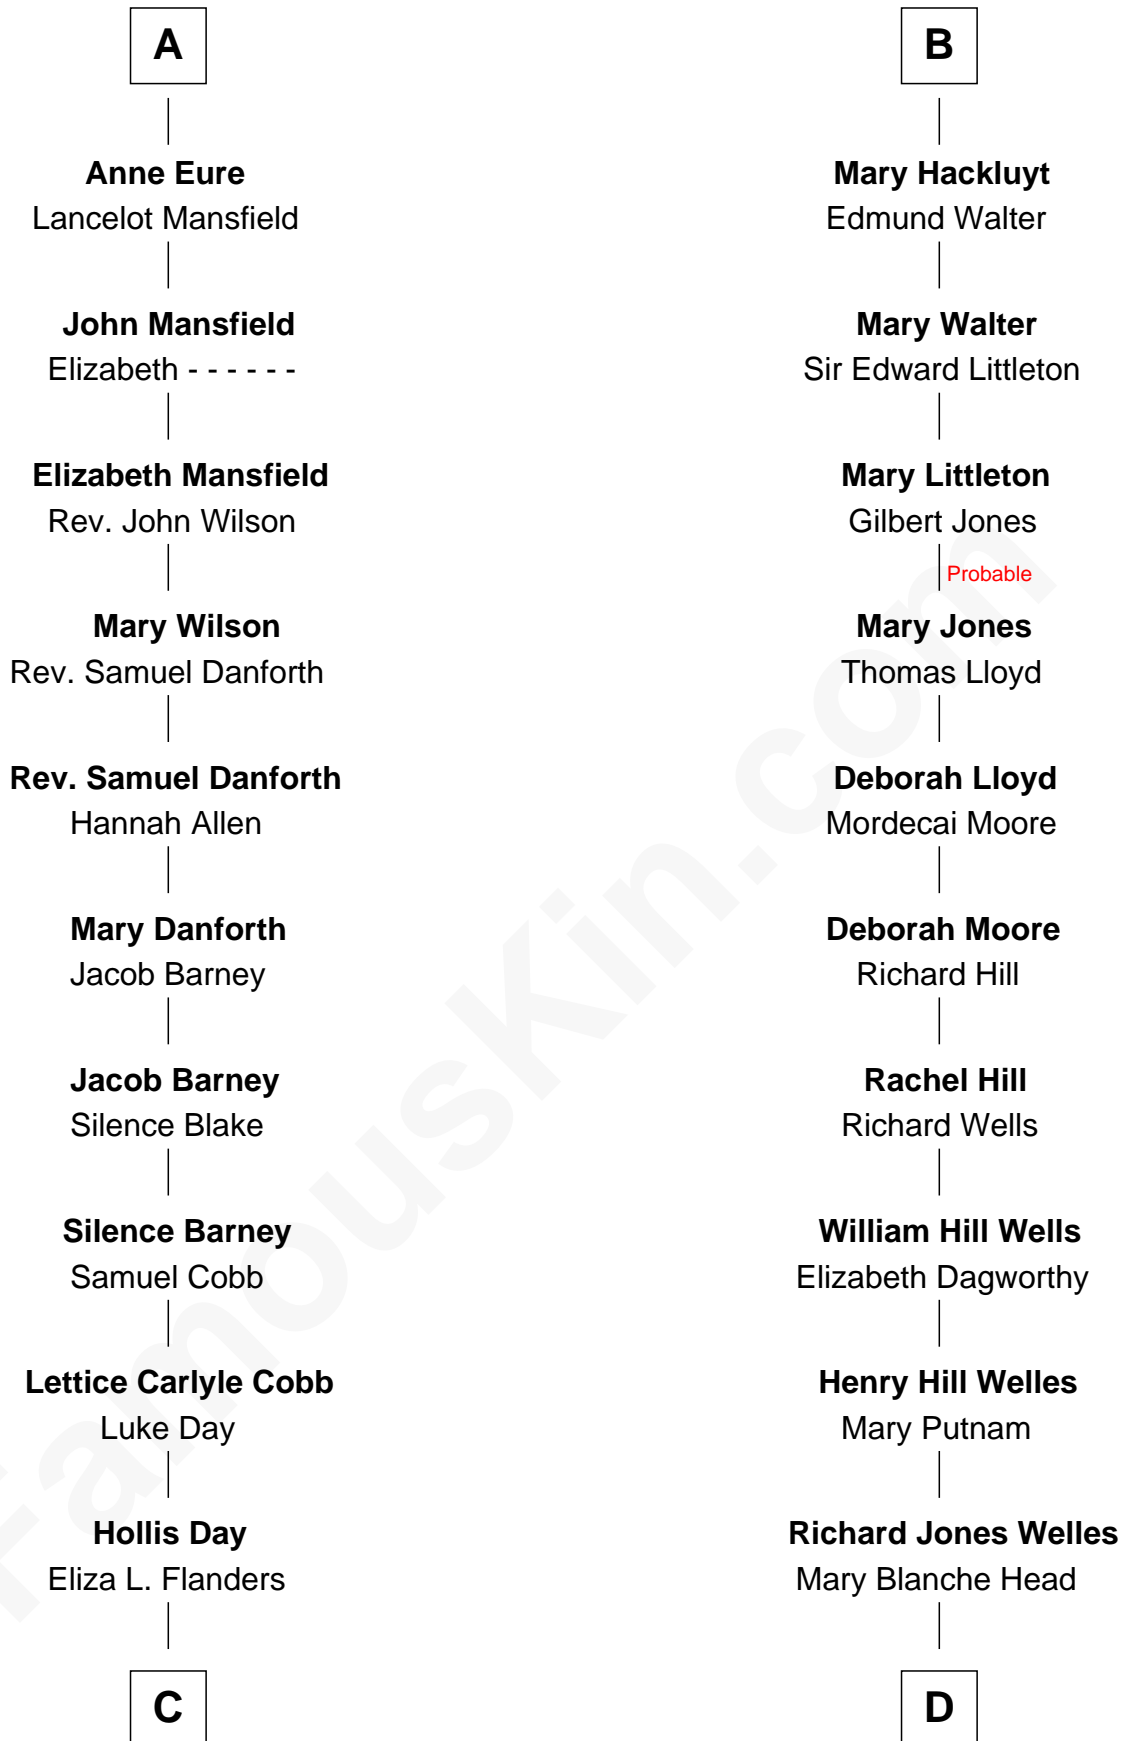 A
Anne Eure
Lancelot Mansfield
John Mansfield
Elizabeth - - - - - -
Elizabeth Mansfield
Rev. John Wilson
Mary Wilson
Rev. Samuel Danforth
Rev. Samuel Danforth
Hannah Allen
Mary Danforth
Jacob Barney
Jacob Barney
Silence Blake
Silence Barney
Samuel Cobb
Lettice Carlyle Cobb
Luke Day
Hollis Day
Eliza L. Flanders
C
B
Mary Hackluyt
Edmund Walter
Mary Walter
Sir Edward Littleton
Mary Littleton
Gilbert Jones
Probable
Mary Jones
Thomas Lloyd
Deborah Lloyd
Mordecai Moore
Deborah Moore
Richard Hill
Rachel Hill
Richard Wells
William Hill Wells
Elizabeth Dagworthy
Henry Hill Welles
Mary Putnam
Richard Jones Welles
Mary Blanche Head
D
FamousKin.com